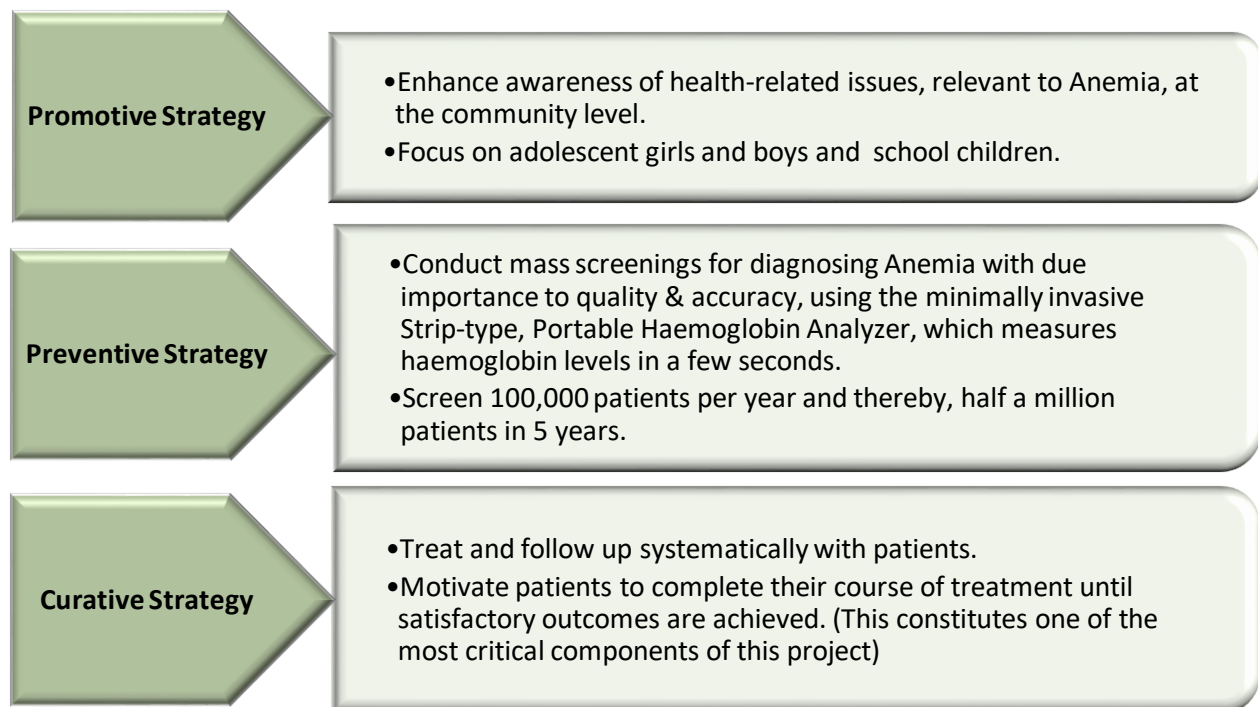 Promotive Strategy
•Enhance awareness of health-related issues, relevant to Anemia, at
the community level.
•Focus on adolescent girls and boys and school children.
Preventive Strategy
•Conduct mass screenings for diagnosing Anemia with due
importance to quality & accuracy, using the minimally invasive
Strip-type, Portable Haemoglobin Analyzer, which measures
haemoglobin levels in a few seconds.
•Screen 100,000 patients per year and thereby, half a million
patients in 5 years.
Curative Strategy
•Treat and follow up systematically with patients.
•Motivate patients to complete their course of treatment until
satisfactory outcomes are achieved. (This constitutes one of the
most critical components of this project)